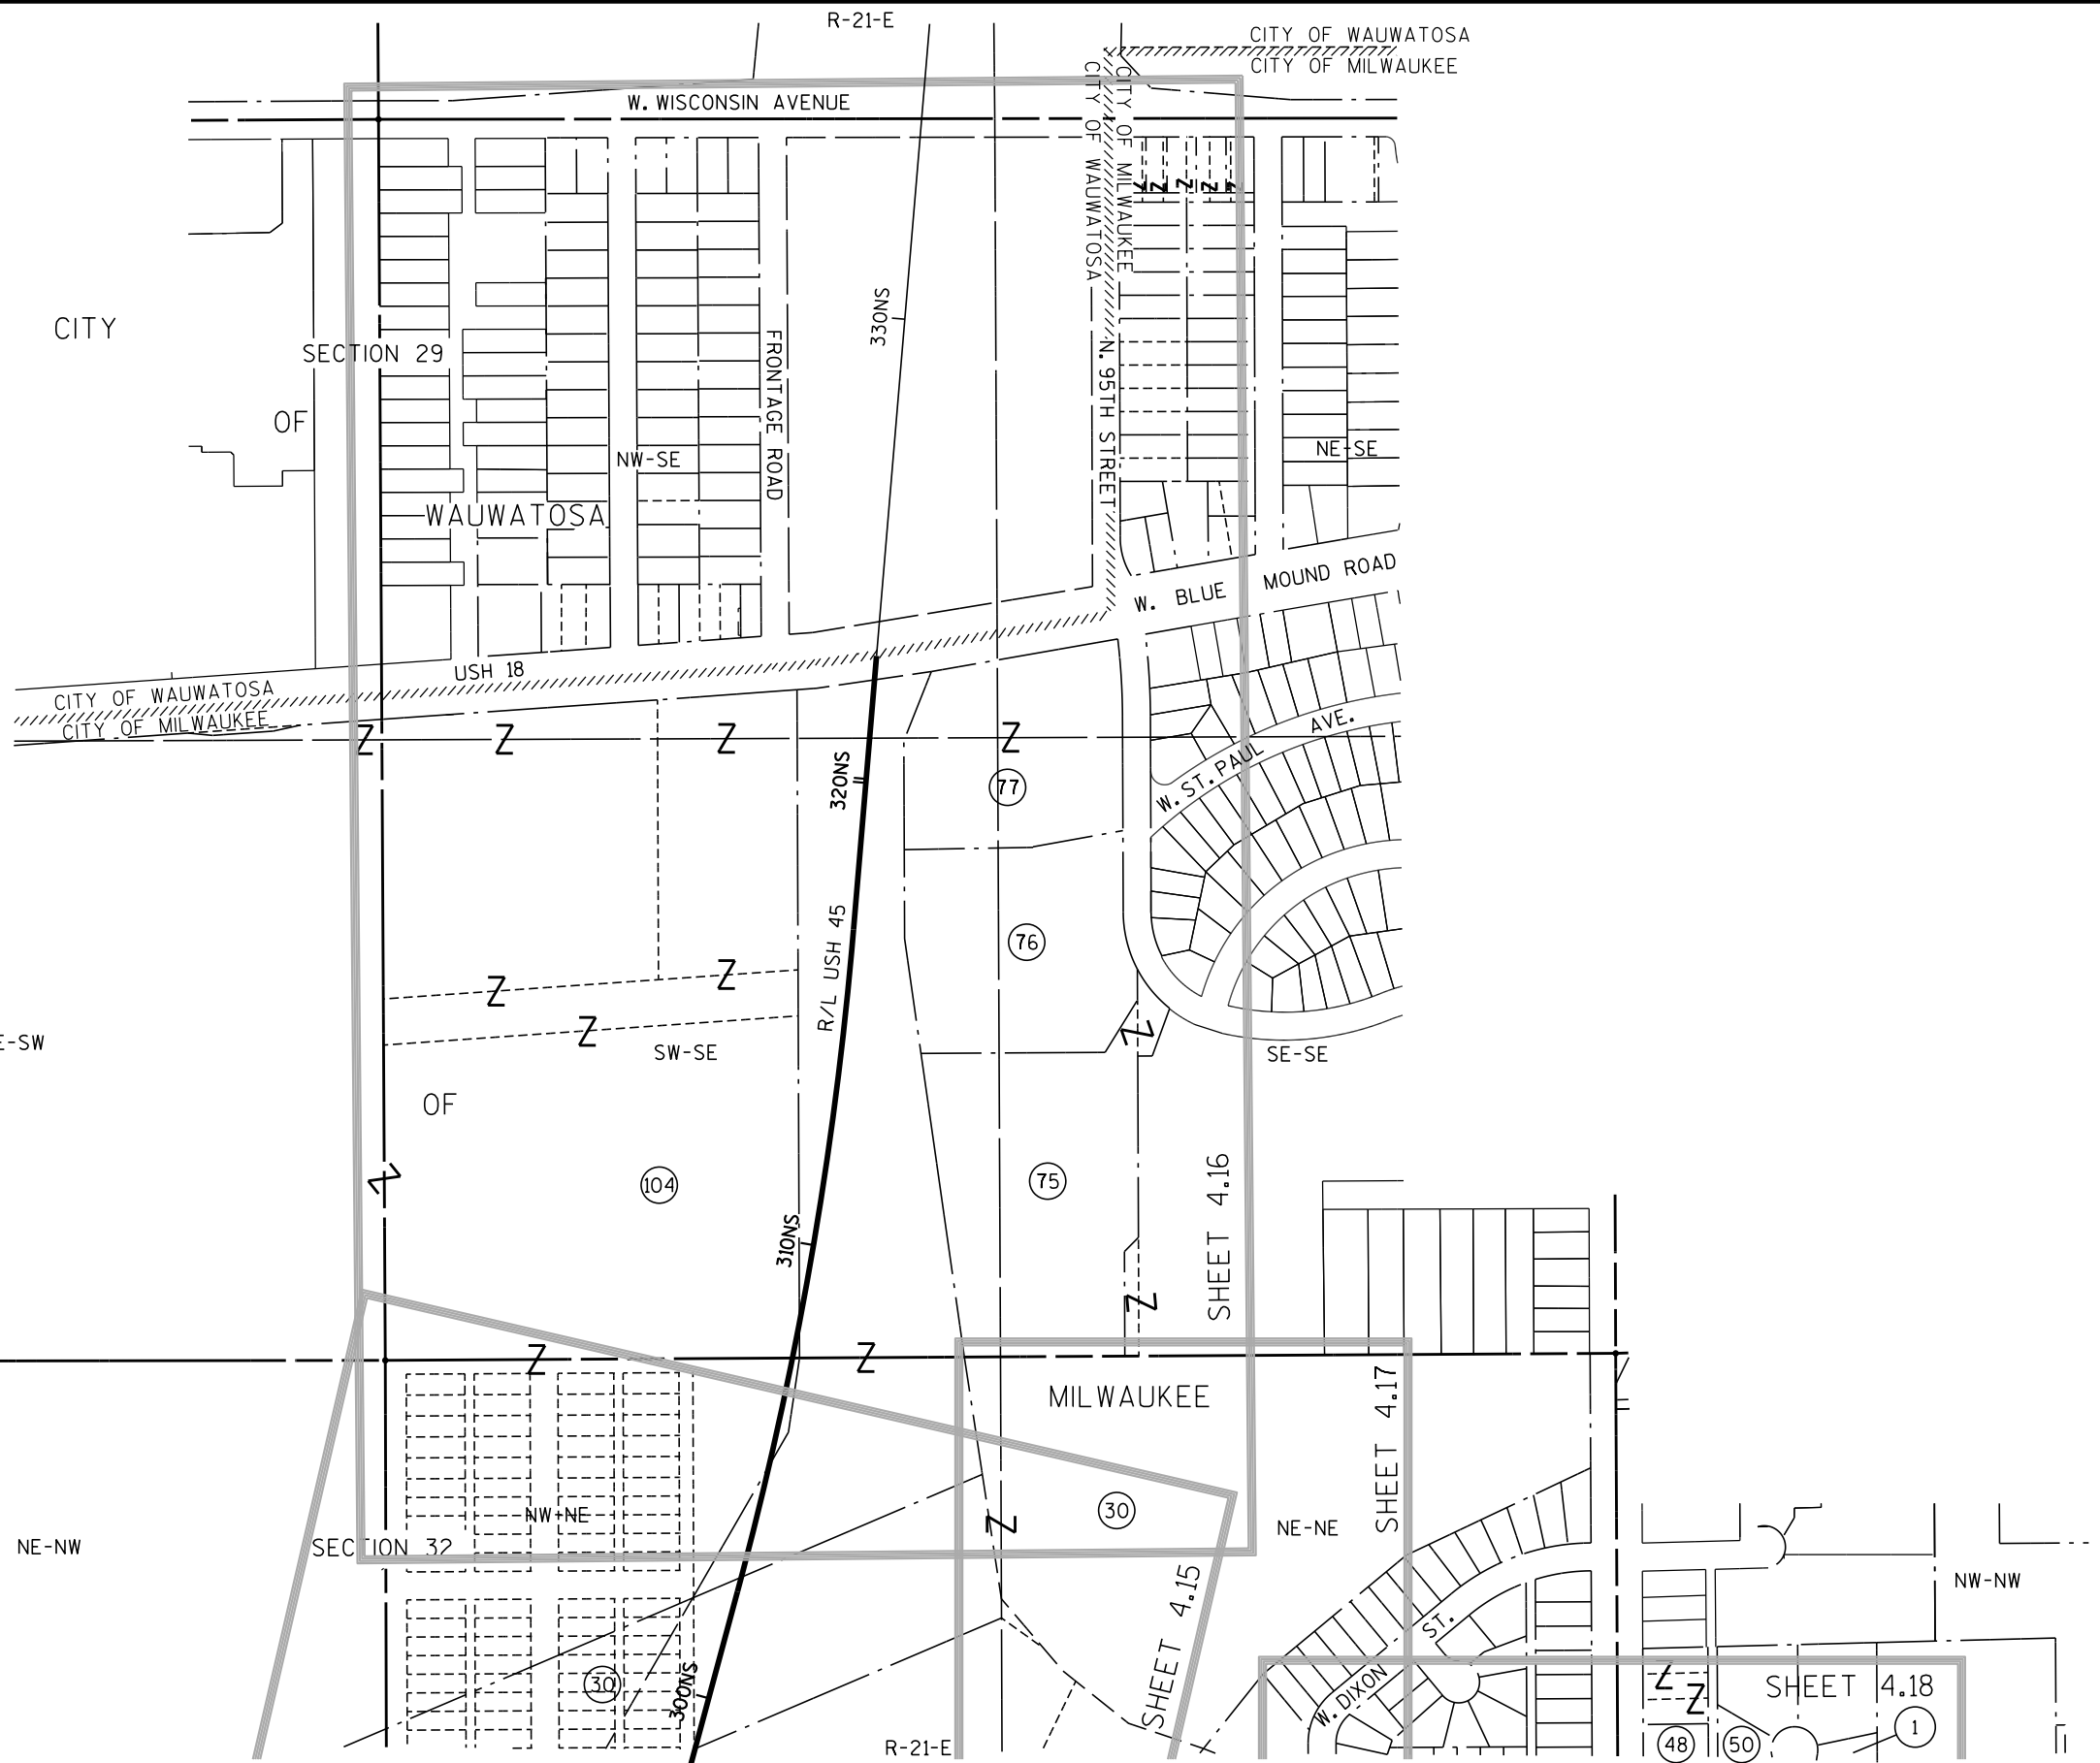 R-21-E
CITY OF WAUWATOSA
CITY OF MILWAUKEE
W. WISCONSIN AVENUE
CITY OF WAUWATOSA
CITY OF MILWAUKEE
Z Z Z Z Z
330NS
CITY
SECTION 29
FRONTAGE ROAD
N. 95TH STREET
OF
NW-SE
NE-SE
WAUWATOSA
W. BLUE MOUND ROAD
USH 18
CITY OF WAUWATOSA
CITY OF MILWAUKEE
W. ST. PAUL AVE.
Z Z Z Z
320NS
77
R/L USH 45
76
Z Z
Z
Z
E-SW
SW-SE
SE-SE
OF
Z
104
75
SHEET 4.16
310NS
Z
Z Z
MILWAUKEE
SHEET 4.17
NE-NW
SECTION 32
NW-NE
Z
30
NE-NE
SHEET 4.15
NW-NW
W. DIXON ST.
30
300NS
Z
Z
SHEET 4.18
1
48
50
R-21-E